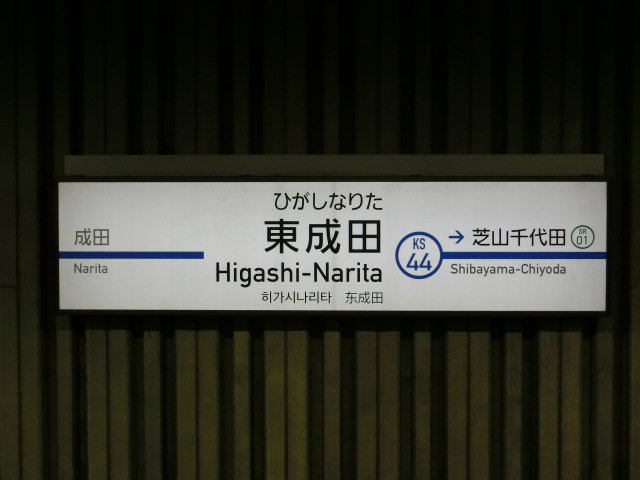 ひがしなりた
東成田
Higashi-Narita
히가시나리타 东成田
成田
Narita
KS
44
→ 芝山千代田
SR
01
Shibayama-Chiyoda